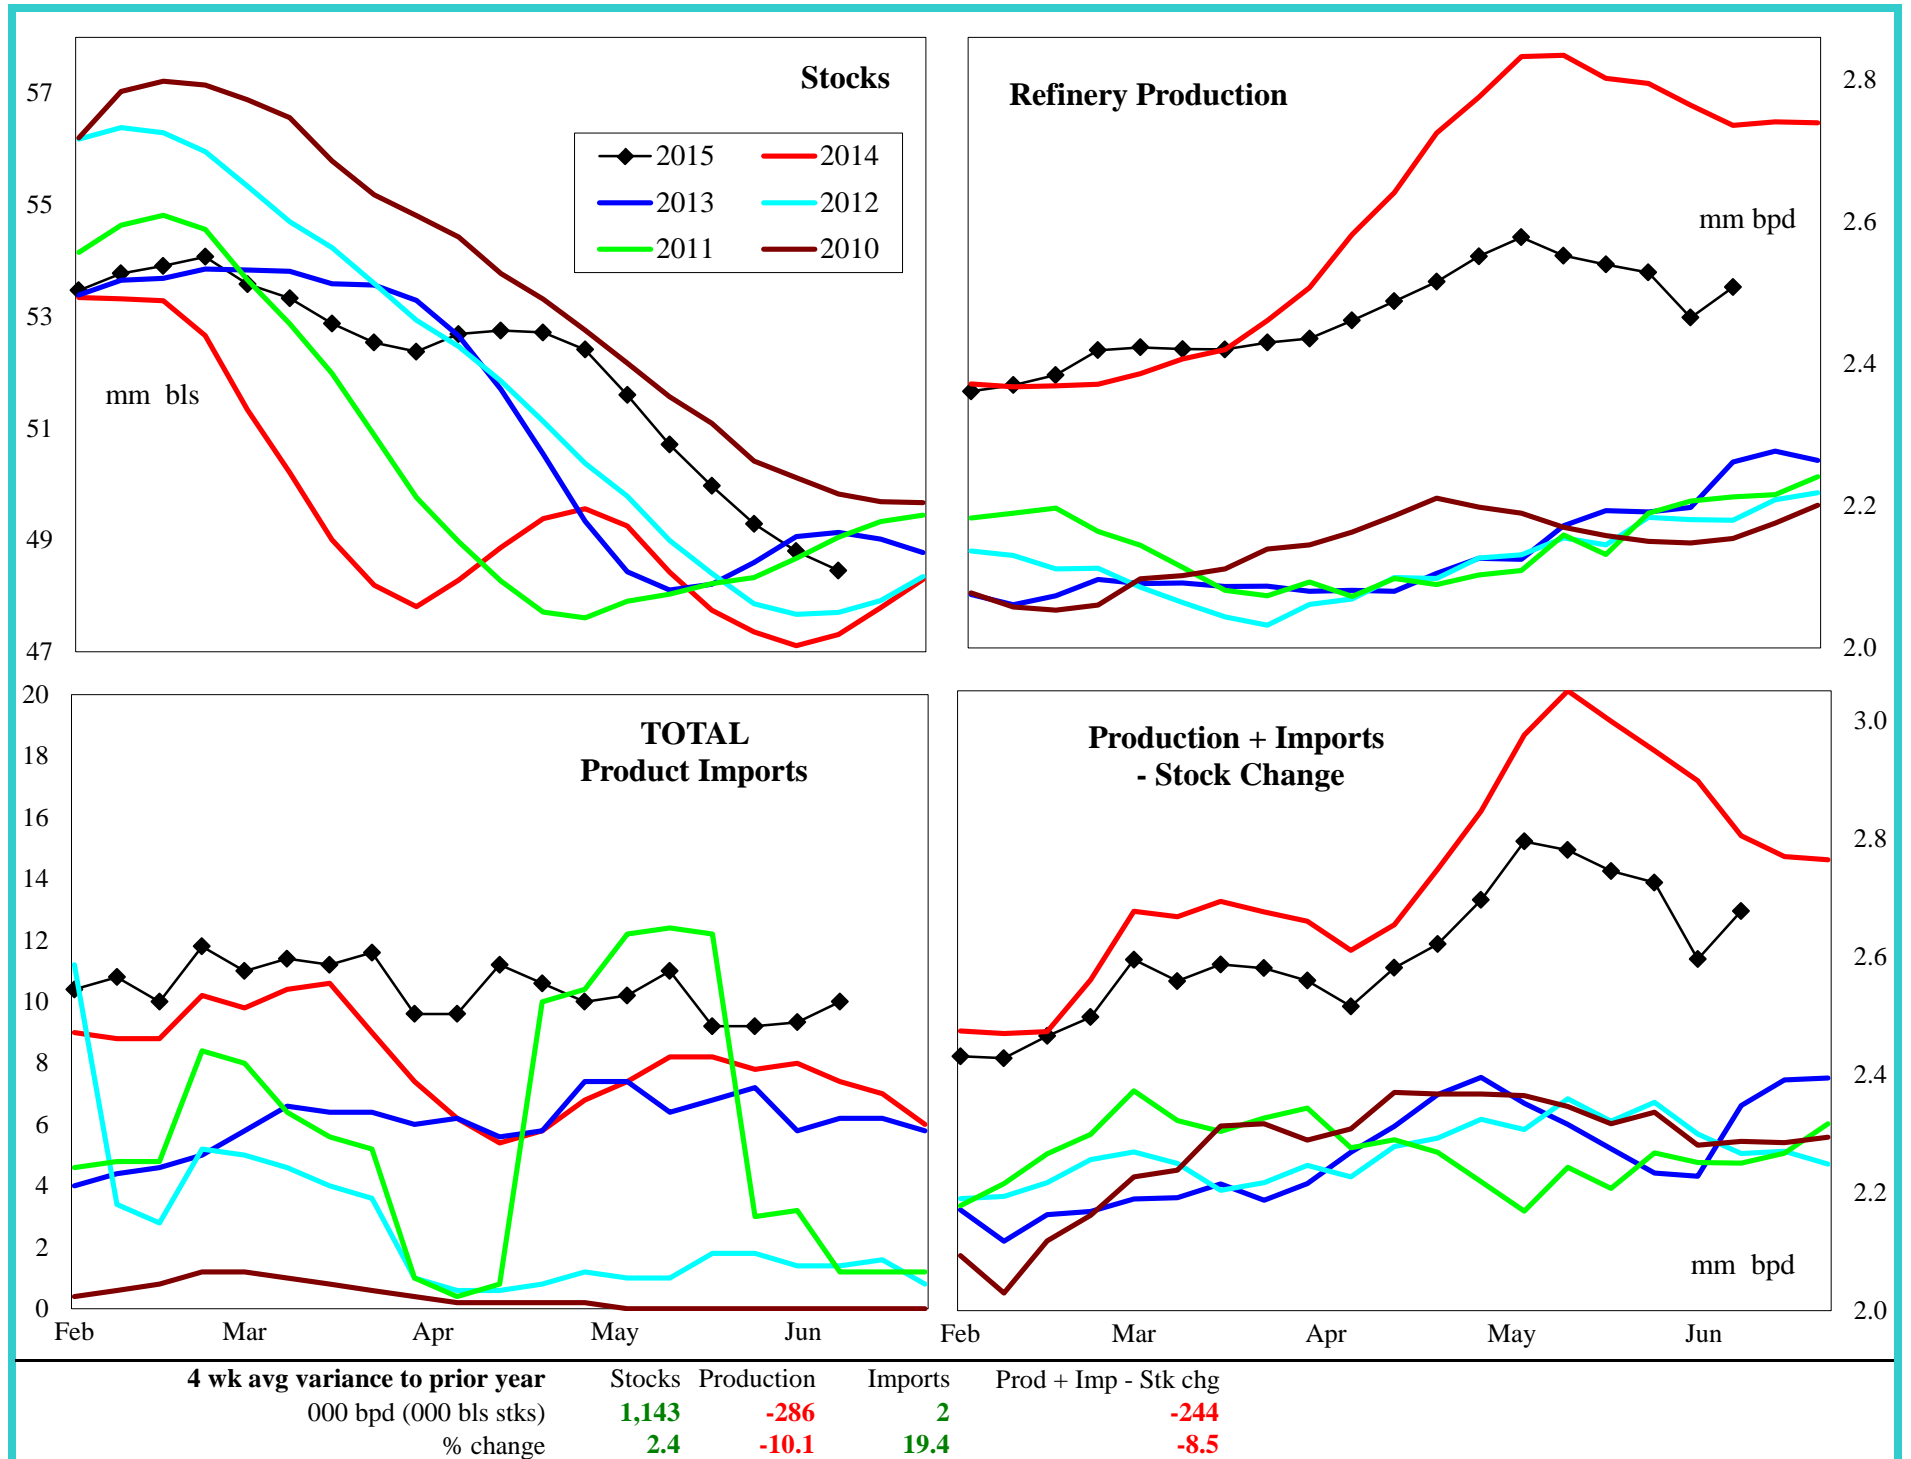 Stocks
57
55
53
51
49
47
mm bls
2015 2014
2013 2012
2011 2010
Refinery Production
mm bpd
2.8
2.6
2.4
2.2
2.0
TOTAL
Product Imports
20
18
16
14
12
10
8
6
4
2
0
Feb Mar Apr May Jun
Production + Imports
- Stock Change
mm bpd
3.0
2.8
2.6
2.4
2.2
2.0
Feb Mar Apr May Jun
4 wk avg variance to prior year Stocks Production Imports Prod + Imp - Stk chg
000 bpd (000 bls stks) 1,143 -286 2 -244
% change 2.4 -10.1 19.4 -8.5